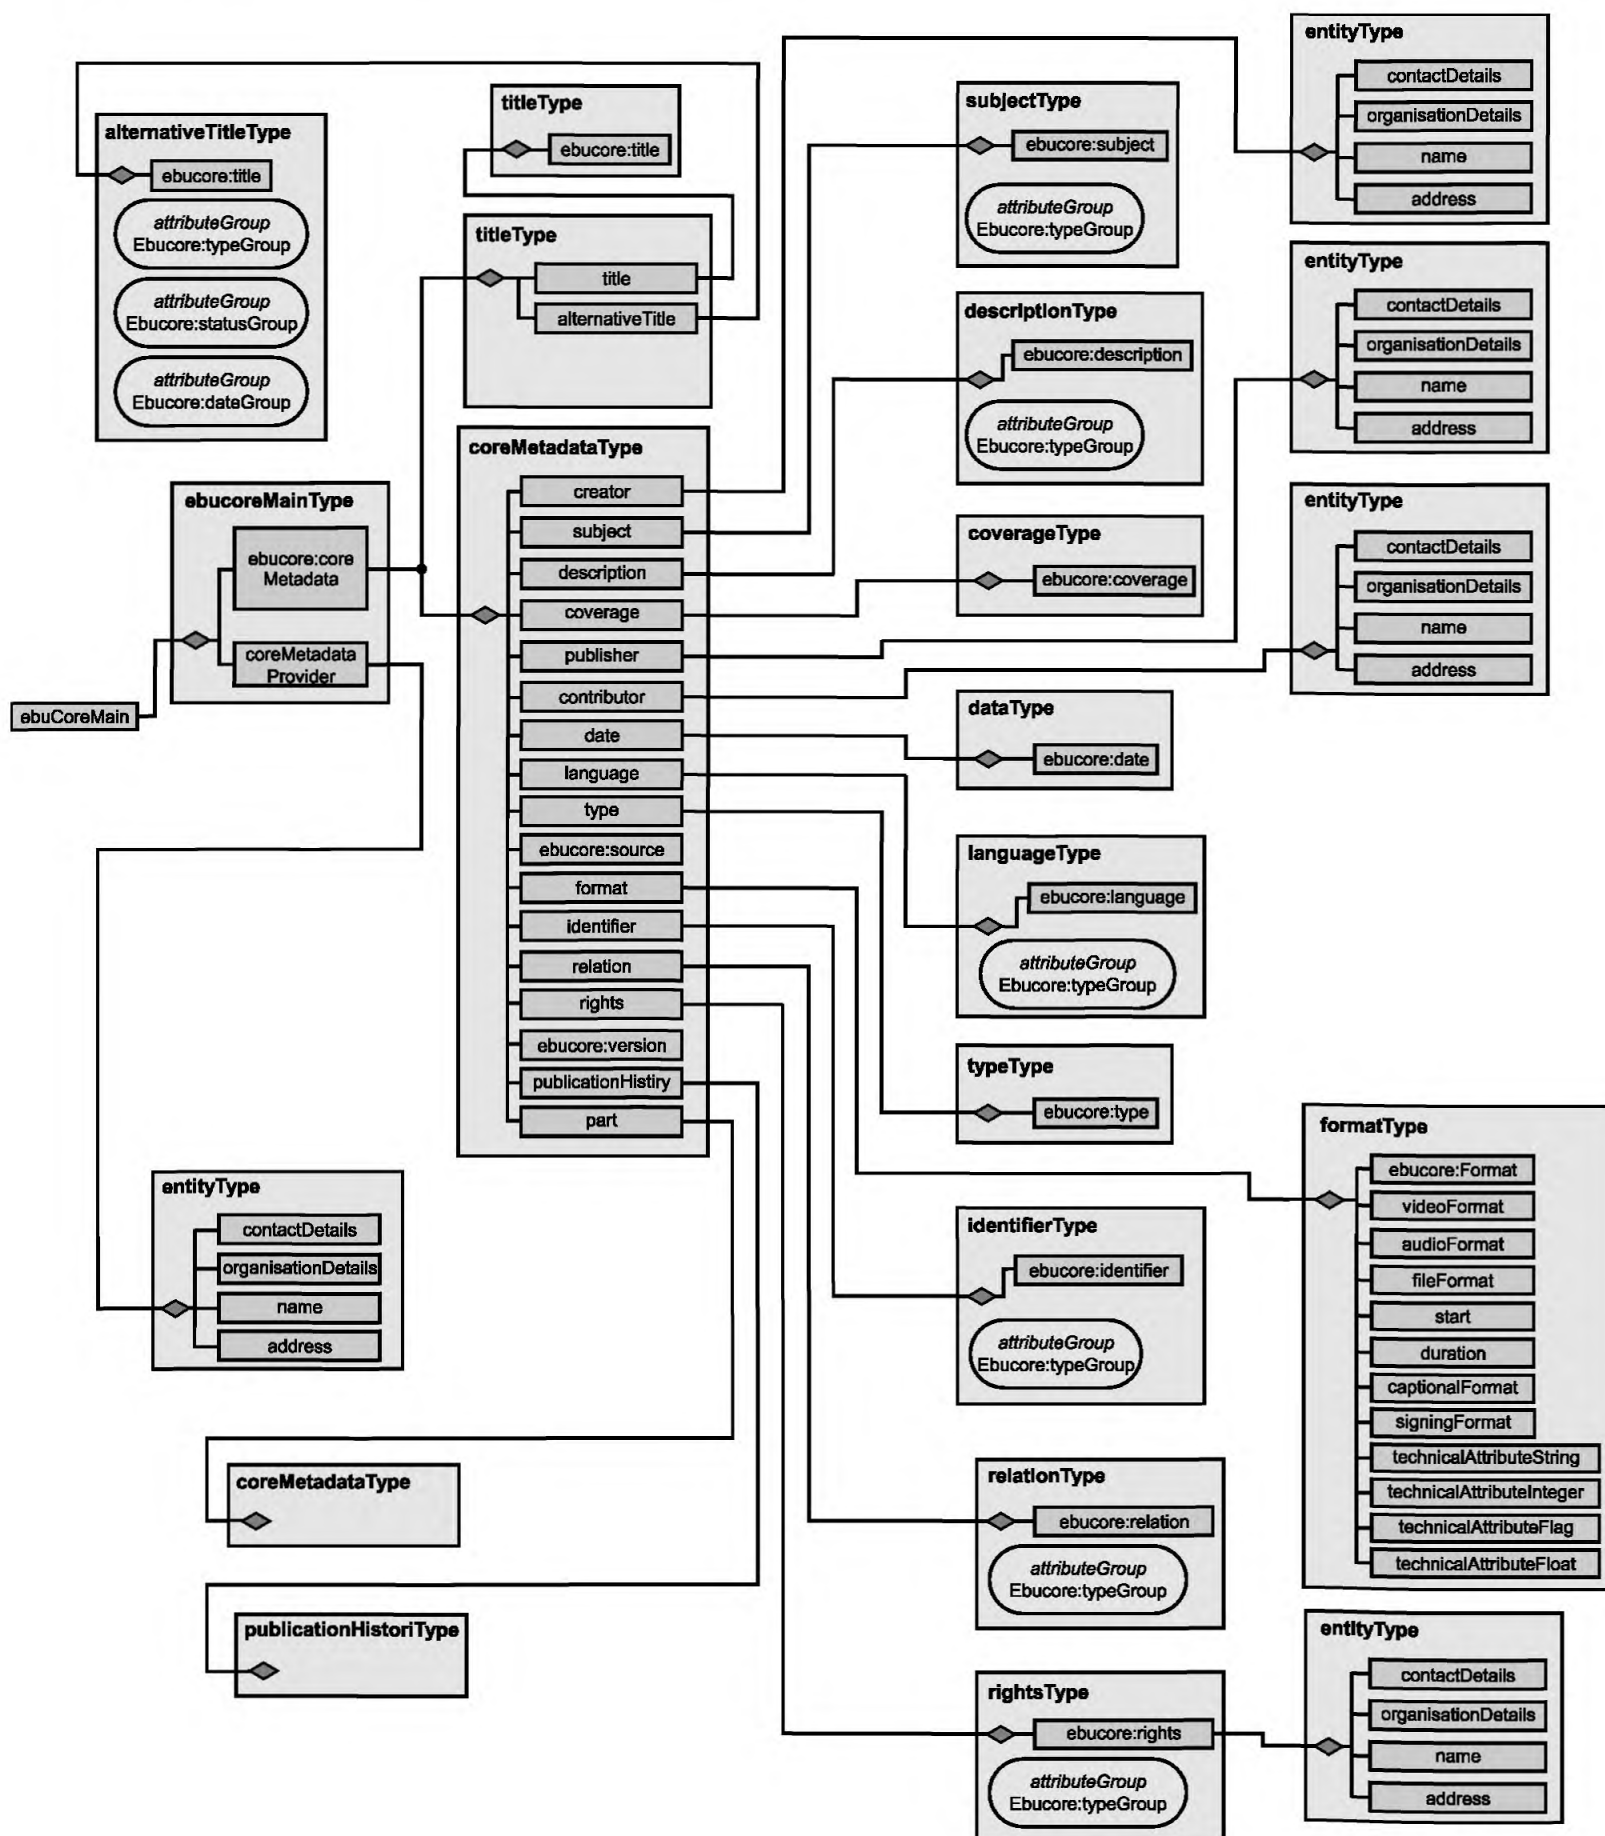 entityType
contactDetails
organisationDetails
name
address
titleType
ebucore:title
subjectType
ebucore:subject
attributeGroup
Ebucore:typeGroup
alternativeTitleType
ebucore:title
attributeGroup
Ebucore:typeGroup
attributeGroup
Ebucore:statusGroup
attributeGroup
Ebucore:dateGroup
titleType
title
alternativeTitle
entityType
contactDetails
organisationDetails
name
address
descriptionType
ebucore:description
attributeGroup
Ebucore:typeGroup
coreMetadataType
creator
subject
description
coverage
publisher
contributor
date
language
type
ebucore:source
format
identifier
relation
rights
ebucore:version
publicationHistiry
part
ebucoreMainType
ebucore:core
Metadata
coreMetadata
Provider
ebuCoreMain
entityType
contactDetails
organisationDetails
name
address
coverageType
ebucore:coverage
dataType
ebucore:date
languageType
ebucore:language
attributeGroup
Ebucore:typeGroup
typeType
ebucore:type
formatType
ebucore:Format
videoFormat
audioFormat
fileFormat
start
duration
captionalFormat
signingFormat
technicalAttributeString
technicalAttributeInteger
technicalAttributeFlag
technicalAttributeFloat
entityType
contactDetails
organisationDetails
name
address
identifierType
ebucore:identifier
attributeGroup
Ebucore:typeGroup
coreMetadataType
relationType
ebucore:relation
attributeGroup
Ebucore:typeGroup
publicationHistoriType
rightsType
ebucore:rights
attributeGroup
Ebucore:typeGroup
entityType
contactDetails
organisationDetails
name
address